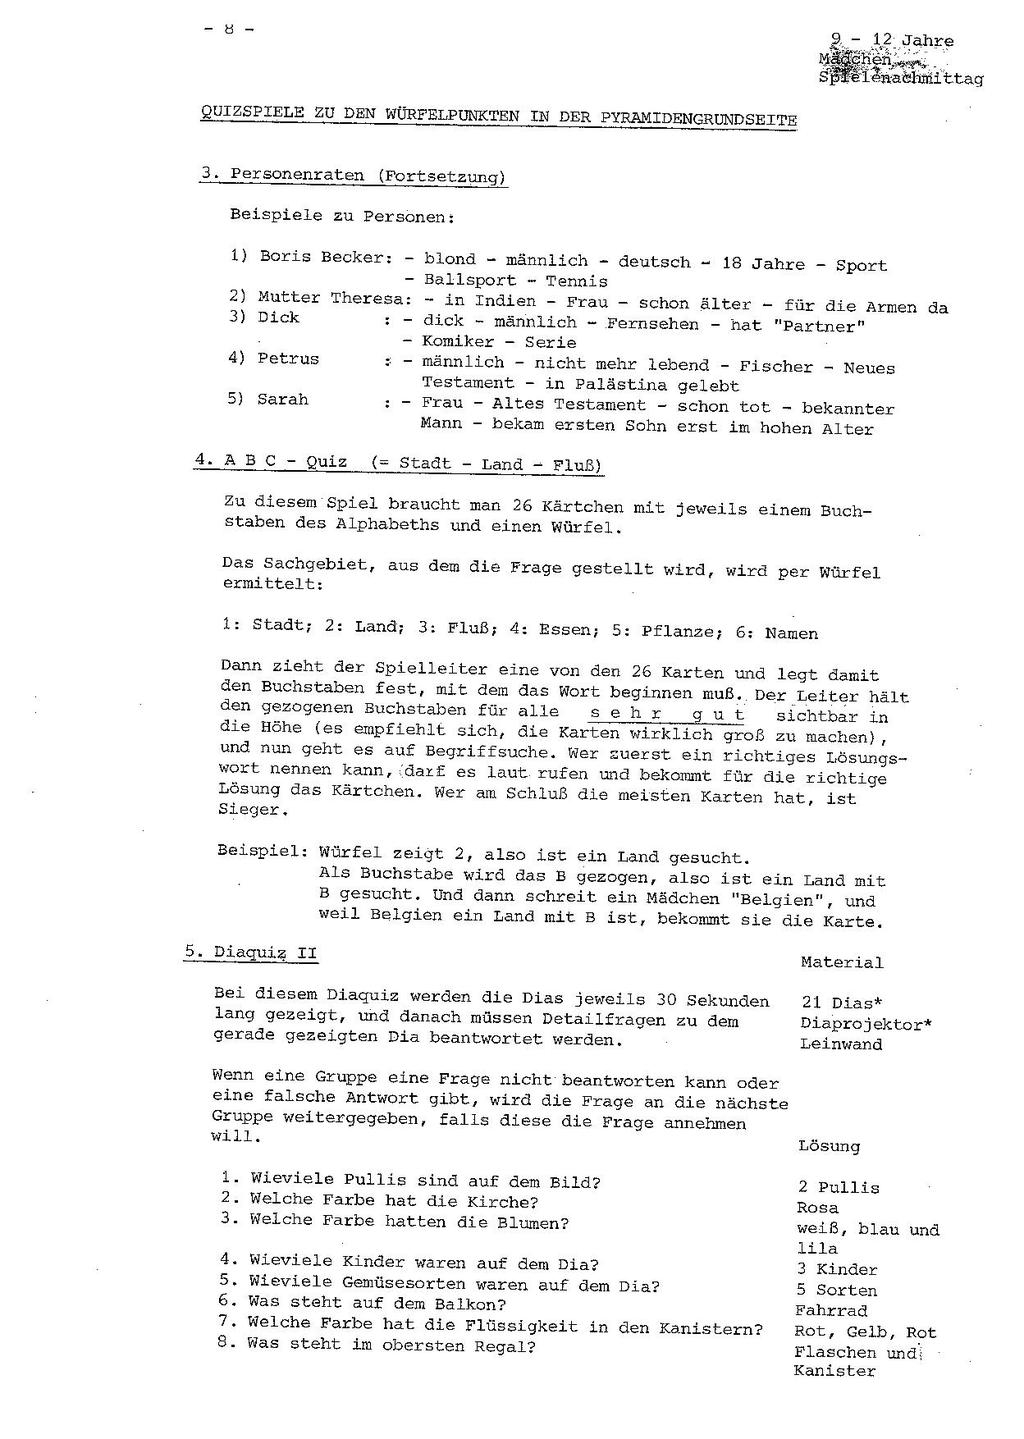 - 8 -
9 - 12 Jahre
Mädchen
Spielenachmittag
QUIZSPIELE ZU DEN WÜRFELPUNKTEN IN DER PYRAMIDENGRUNDSEITE
3. Personenraten (Fortsetzung)
Beispiele zu Personen:
1) Boris Becker: - blond - männlich - deutsch - 18 Jahre - Sport
- Ballsport - Tennis
2) Mutter Theresa: - in Indien - Frau - schon älter - für die Armen da
3) Dick : - dick - männlich - Fernsehen - hat "Partner"
- Komiker - Serie
4) Petrus : - männlich - nicht mehr lebend - Fischer - Neues
Testament - in Palästina gelebt
5) Sarah : - Frau - Altes Testament - schon tot - bekannter
Mann - bekam ersten Sohn erst im hohen Alter
4. A B C - Quiz (= Stadt - Land - Fluß)
Zu diesem Spiel braucht man 26 Kärtchen mit jeweils einem Buch-
staben des Alphabeths und einen Würfel.
Das Sachgebiet, aus dem die Frage gestellt wird, wird per Würfel
ermittelt:
1: Stadt; 2: Land; 3: Fluß; 4: Essen; 5: Pflanze; 6: Namen
Dann zieht der Spielleiter eine von den 26 Karten und legt damit
den Buchstaben fest, mit dem das Wort beginnen muß. Der Leiter hält
den gezogenen Buchstaben für alle s e h r g u t sichtbar in
die Höhe (es empfiehlt sich, die Karten wirklich groß zu machen),
und nun geht es auf Begriffsuche. Wer zuerst ein richtiges Lösungs-
wort nennen kann, darf es laut rufen und bekommt für die richtige
Lösung das Kärtchen. Wer am Schluß die meisten Karten hat, ist
Sieger.
Beispiel: Würfel zeigt 2, also ist ein Land gesucht.
Als Buchstabe wird das B gezogen, also ist ein Land mit
B gesucht. Und dann schreit ein Mädchen "Belgien", und
weil Belgien ein Land mit B ist, bekommt sie die Karte.
5. Diaquiz II
Material
Bei diesem Diaquiz werden die Dias jeweils 30 Sekunden 21 Dias*
lang gezeigt, und danach müssen Detailfragen zu dem Diaprojektor*
gerade gezeigten Dia beantwortet werden. Leinwand
Wenn eine Gruppe eine Frage nicht beantworten kann oder
eine falsche Antwort gibt, wird die Frage an die nächste
Gruppe weitergegeben, falls diese die Frage annehmen
will.
Lösung
1. Wieviele Pullis sind auf dem Bild? 2 Pullis
2. Welche Farbe hat die Kirche? Rosa
3. Welche Farbe hatten die Blumen? weiß, blau und
lila
4. Wieviele Kinder waren auf dem Dia? 3 Kinder
5. Wieviele Gemüsesorten waren auf dem Dia? 5 Sorten
6. Was steht auf dem Balkon? Fahrrad
7. Welche Farbe hat die Flüssigkeit in den Kanistern? Rot, Gelb, Rot
8. Was steht im obersten Regal? Flaschen und
Kanister